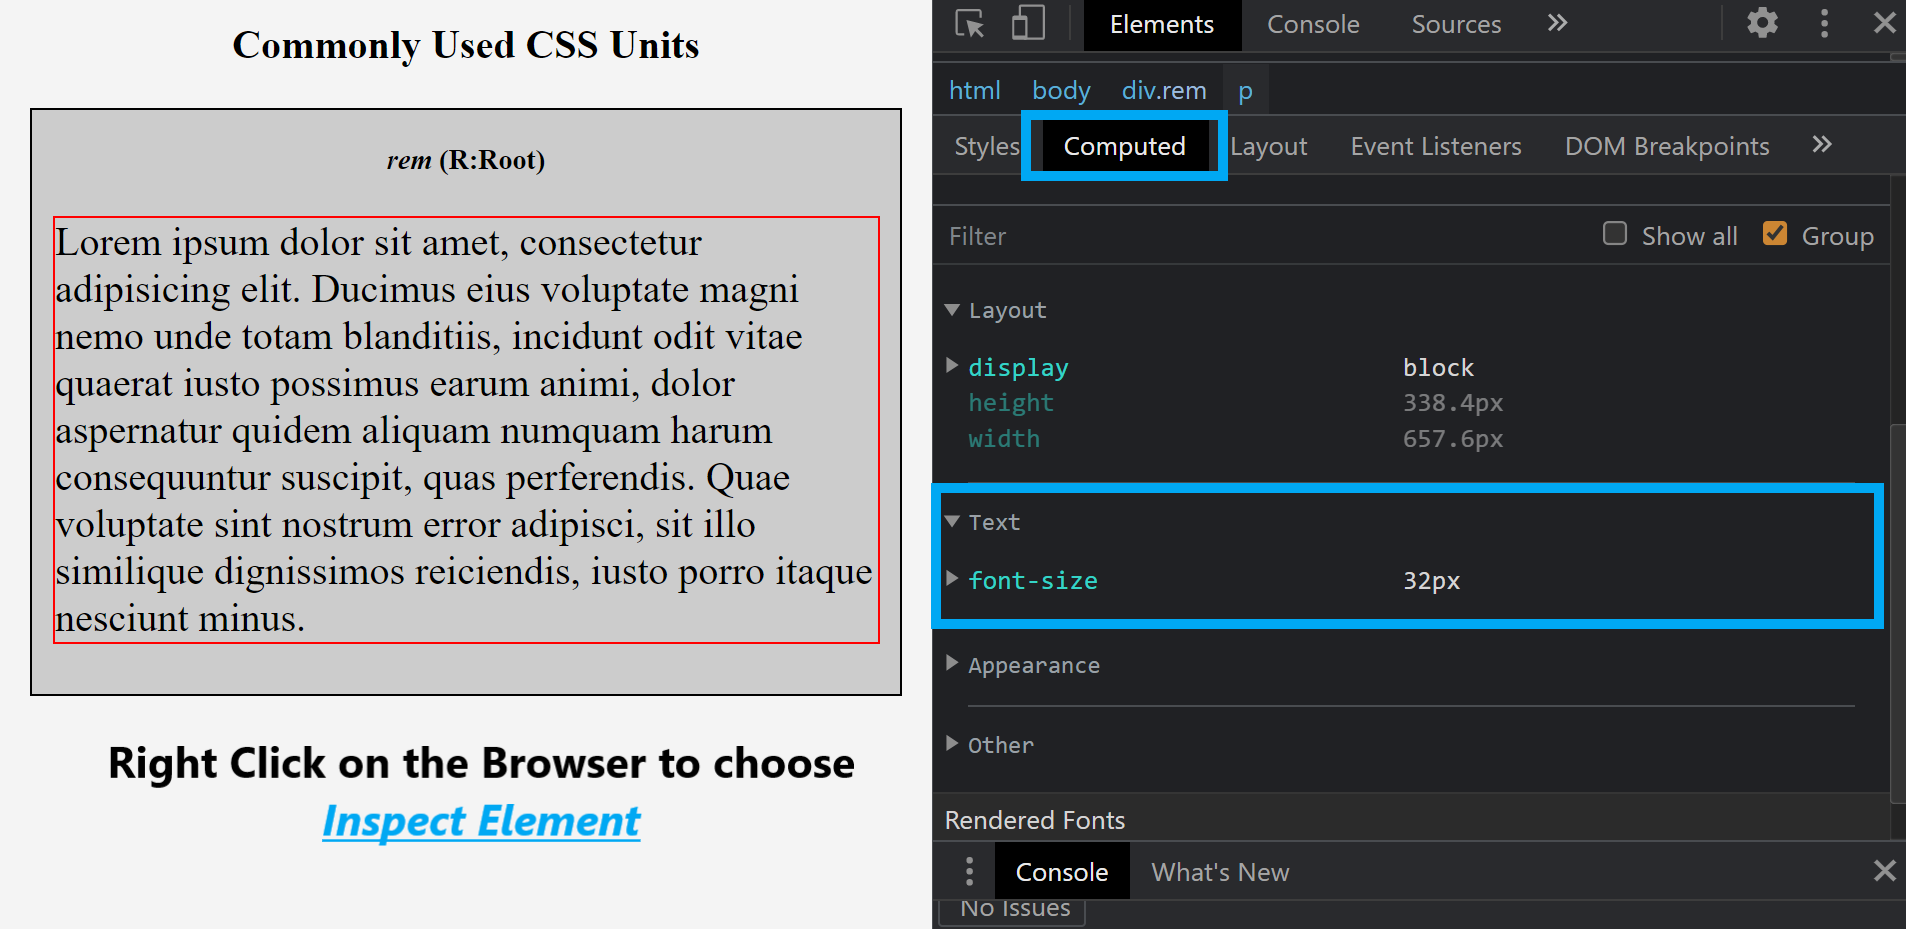 Commonly Used CSS Units
rem (R:Root)
Lorem ipsum dolor sit amet, consectetur
adipisicing elit. Ducimus eius voluptate magni
nemo unde totam blanditiis, incidunt odit vitae
quaerat iusto possimus earum animi, dolor
aspernatur quidem aliquam numquam harum
consequuntur suscipit, quas perferendis. Quae
voluptate sint nostrum error adipisci, sit illo
similique dignissimos reiciendis, iusto porro itaque
nesciunt minus.
Right Click on the Browser to choose
Inspect Element
Elements Console Sources
html body div.rem p
Styles Computed Layout Event Listeners DOM Breakpoints
Filter Show all Group
Layout
display block
height 338.4px
width 657.6px
Text
font-size 32px
Appearance
Other
Rendered Fonts
Console What's New
No Issues